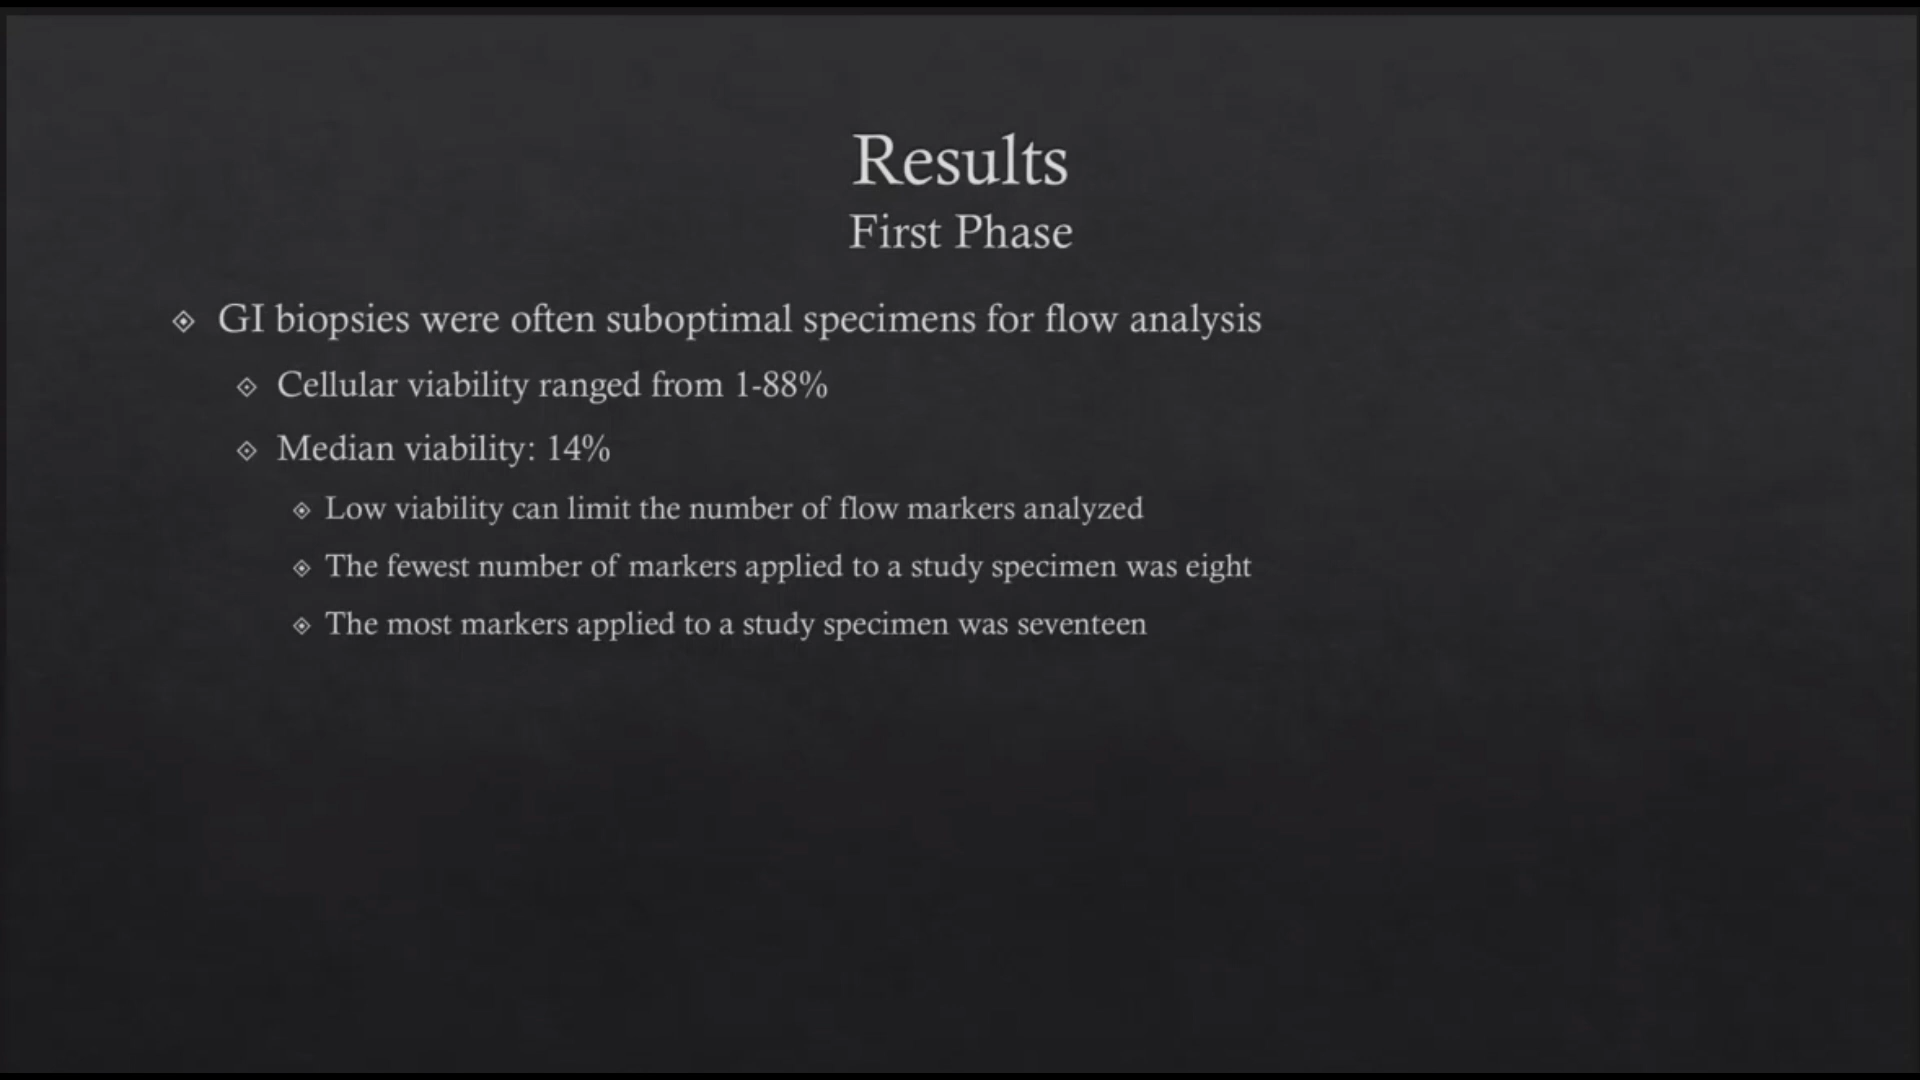 Results
First Phase
GI biopsies were often suboptimal specimens for flow analysis
Cellular viability ranged from 1-88%
Median viability: 14%
Low viability can limit the number of flow markers analyzed
The fewest number of markers applied to a study specimen was eight
The most markers applied to a study specimen was seventeen